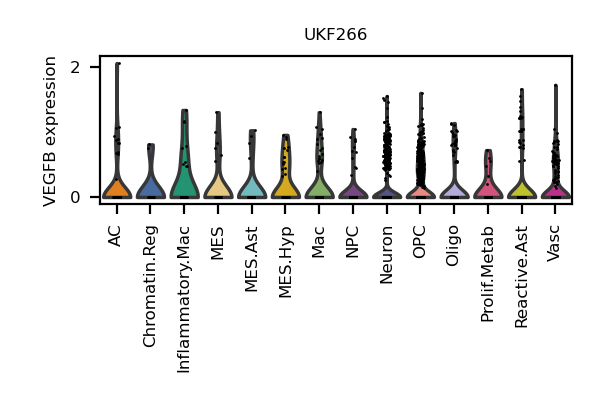 UKF266
VEGFB expression
2
0
AC
Chromatin.Reg
Inflammatory.Mac
MES
MES.Ast
MES.Hyp
Mac
NPC
Neuron
OPC
Oligo
Prolif.Metab
Reactive.Ast
Vasc